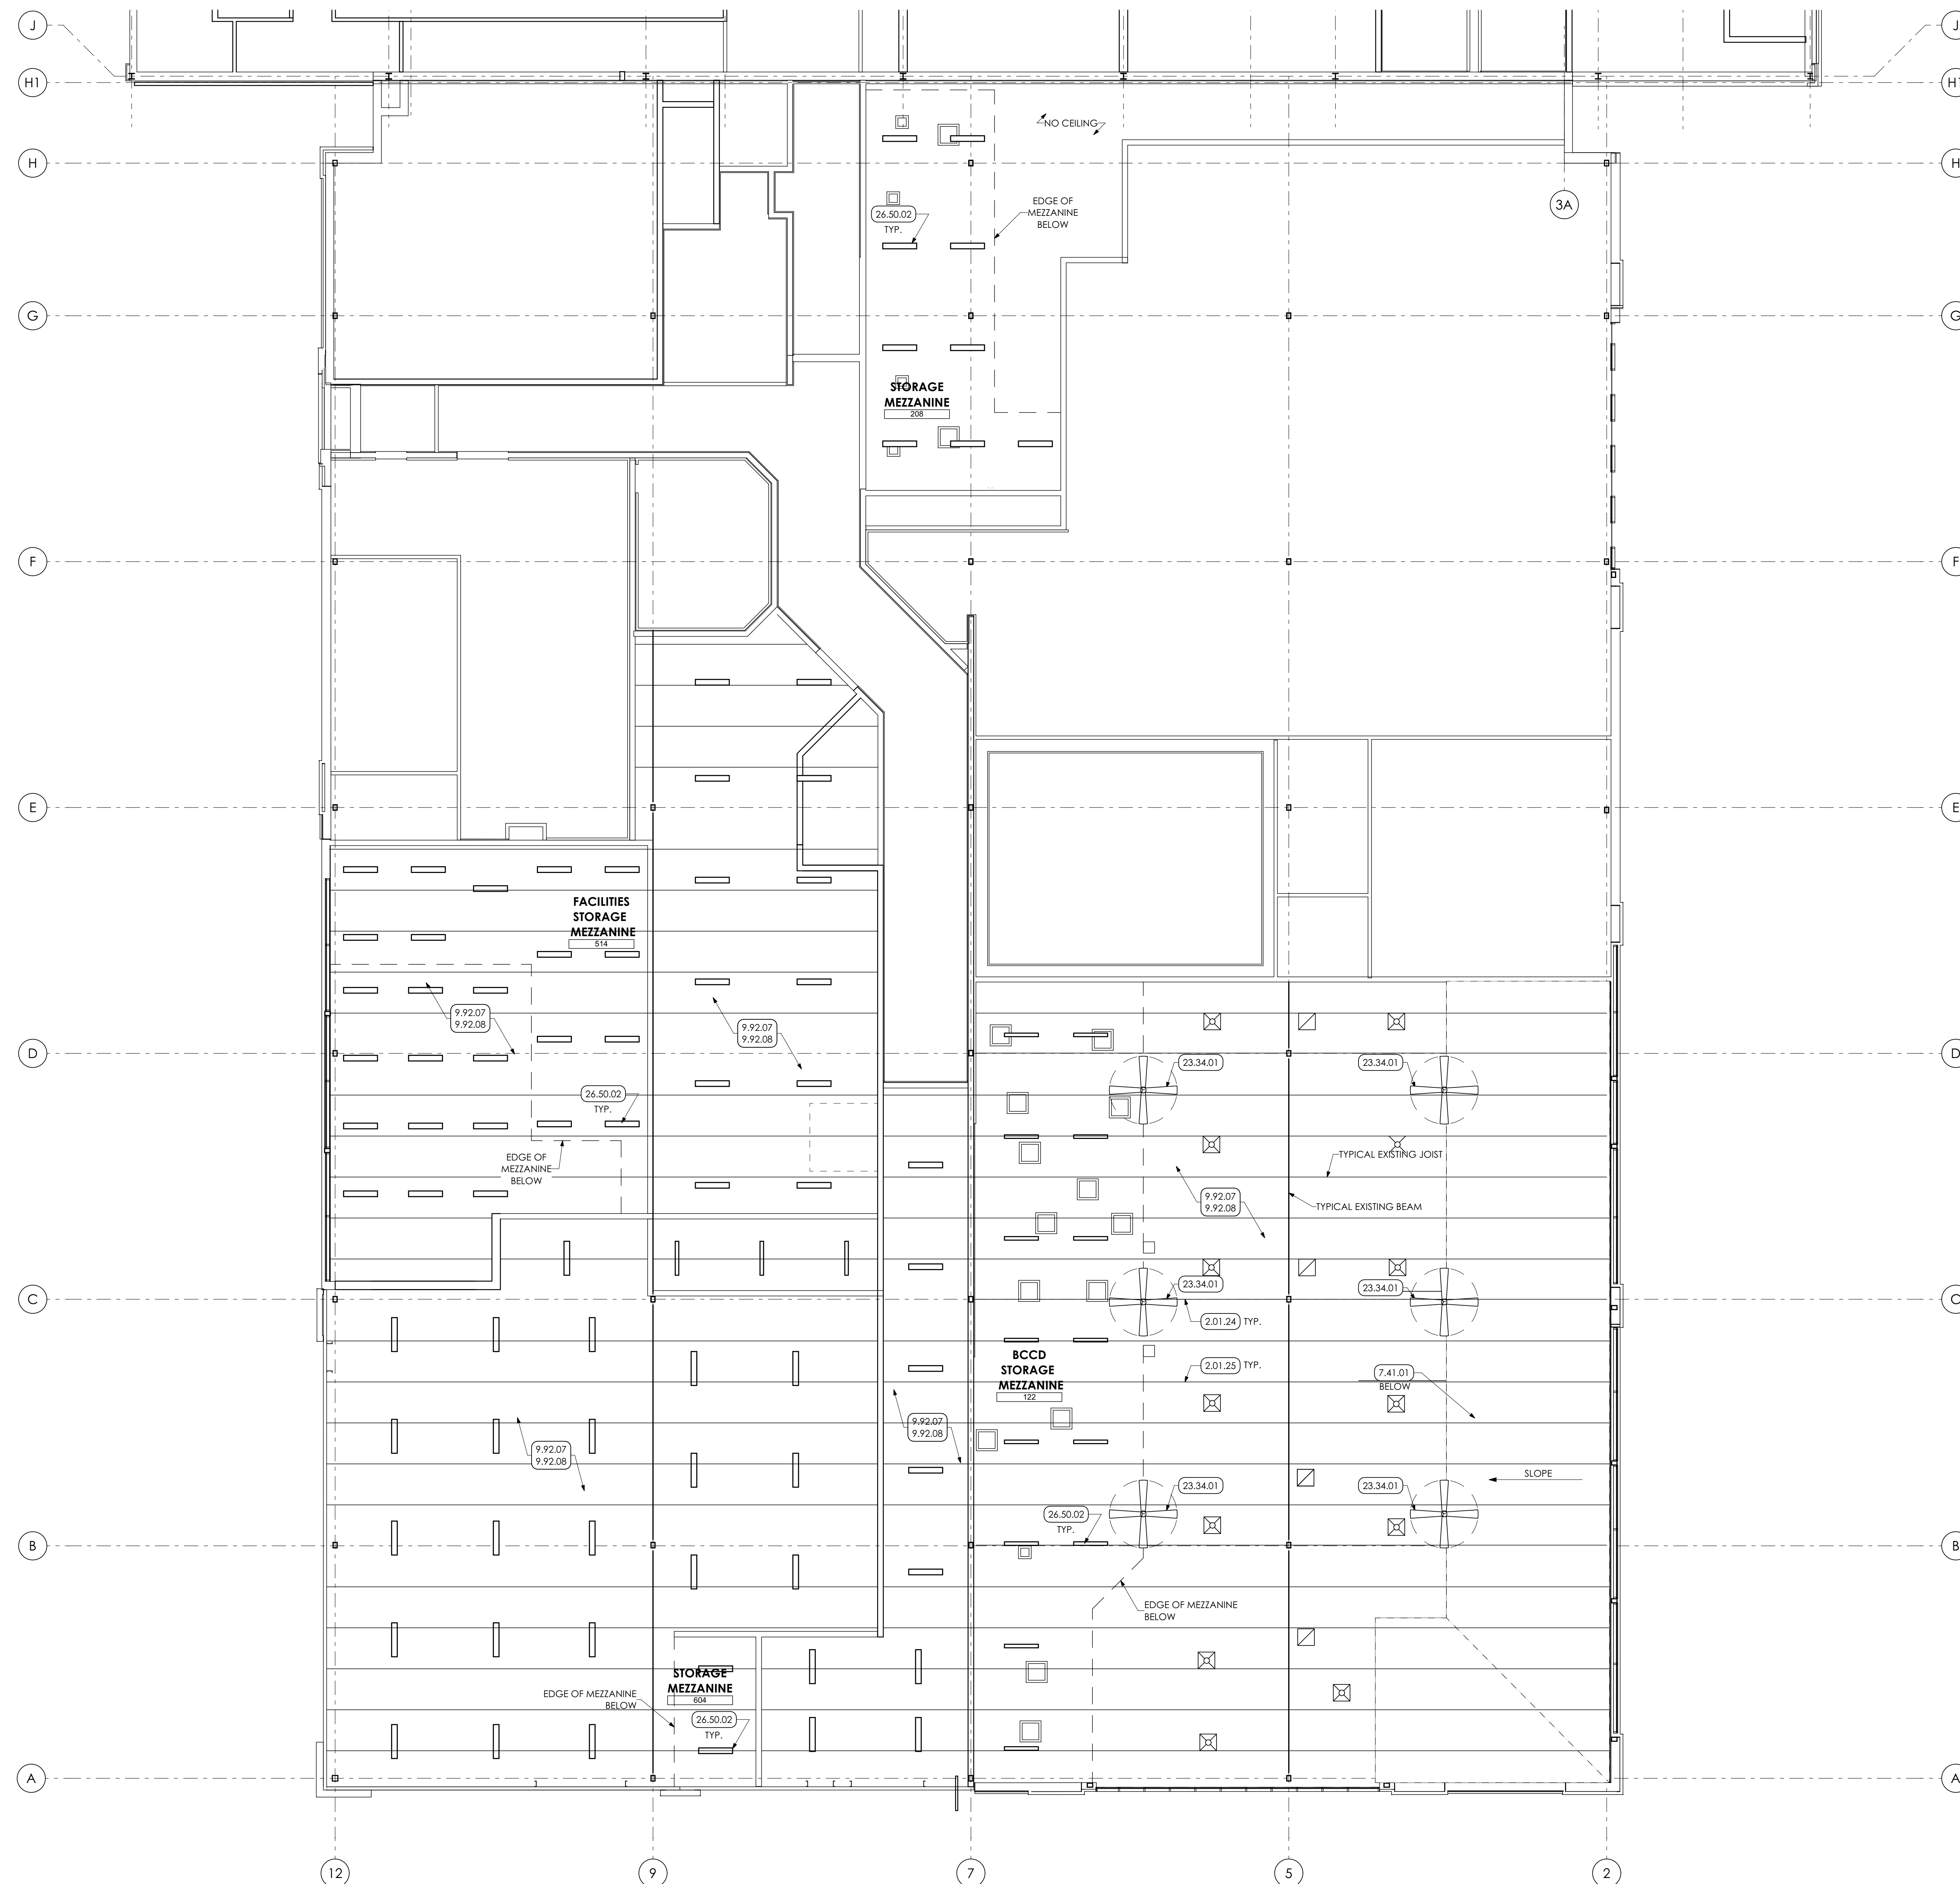 J
J
H1
H1
NO CEILING
H
H
3A
EDGE OF
MEZZANINE
BELOW
26.50.02
TYP.
G
G
STORAGE
MEZZANINE
208
F
F
E
E
FACILITIES
STORAGE
MEZZANINE
514
9.92.07
9.92.08
9.92.07
9.92.08
D
D
23.34.01
23.34.01
26.50.02
TYP.
EDGE OF
MEZZANINE
BELOW
TYPICAL EXISTING JOIST
9.92.07
9.92.08
TYPICAL EXISTING BEAM
23.34.01
23.34.01
C
C
2.01.24 TYP.
BCCD
STORAGE
MEZZANINE
122
2.01.25 TYP.
7.41.01
BELOW
9.92.07
9.92.08
9.92.07
9.92.08
SLOPE
23.34.01
23.34.01
26.50.02
TYP.
B
B
EDGE OF MEZZANINE
BELOW
STORAGE
MEZZANINE
604
EDGE OF MEZZANINE
BELOW
26.50.02
TYP.
A
A
12
9
7
5
2